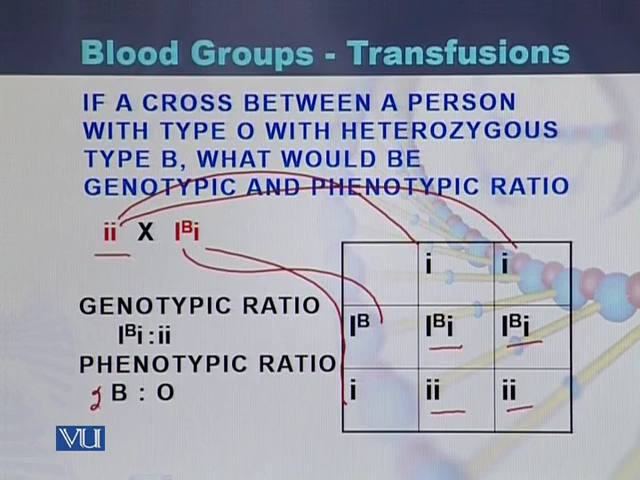 Blood Groups - Transfusions
IF A CROSS BETWEEN A PERSON
WITH TYPE O WITH HETEROZYGOUS
TYPE B, WHAT WOULD BE
GENOTYPIC AND PHENOTYPIC RATIO
ii X Iᴮi
i i
GENOTYPIC RATIO
Iᴮi : ii
Iᴮ Iᴮi Iᴮi
PHENOTYPIC RATIO
B : O
i ii ii
VU